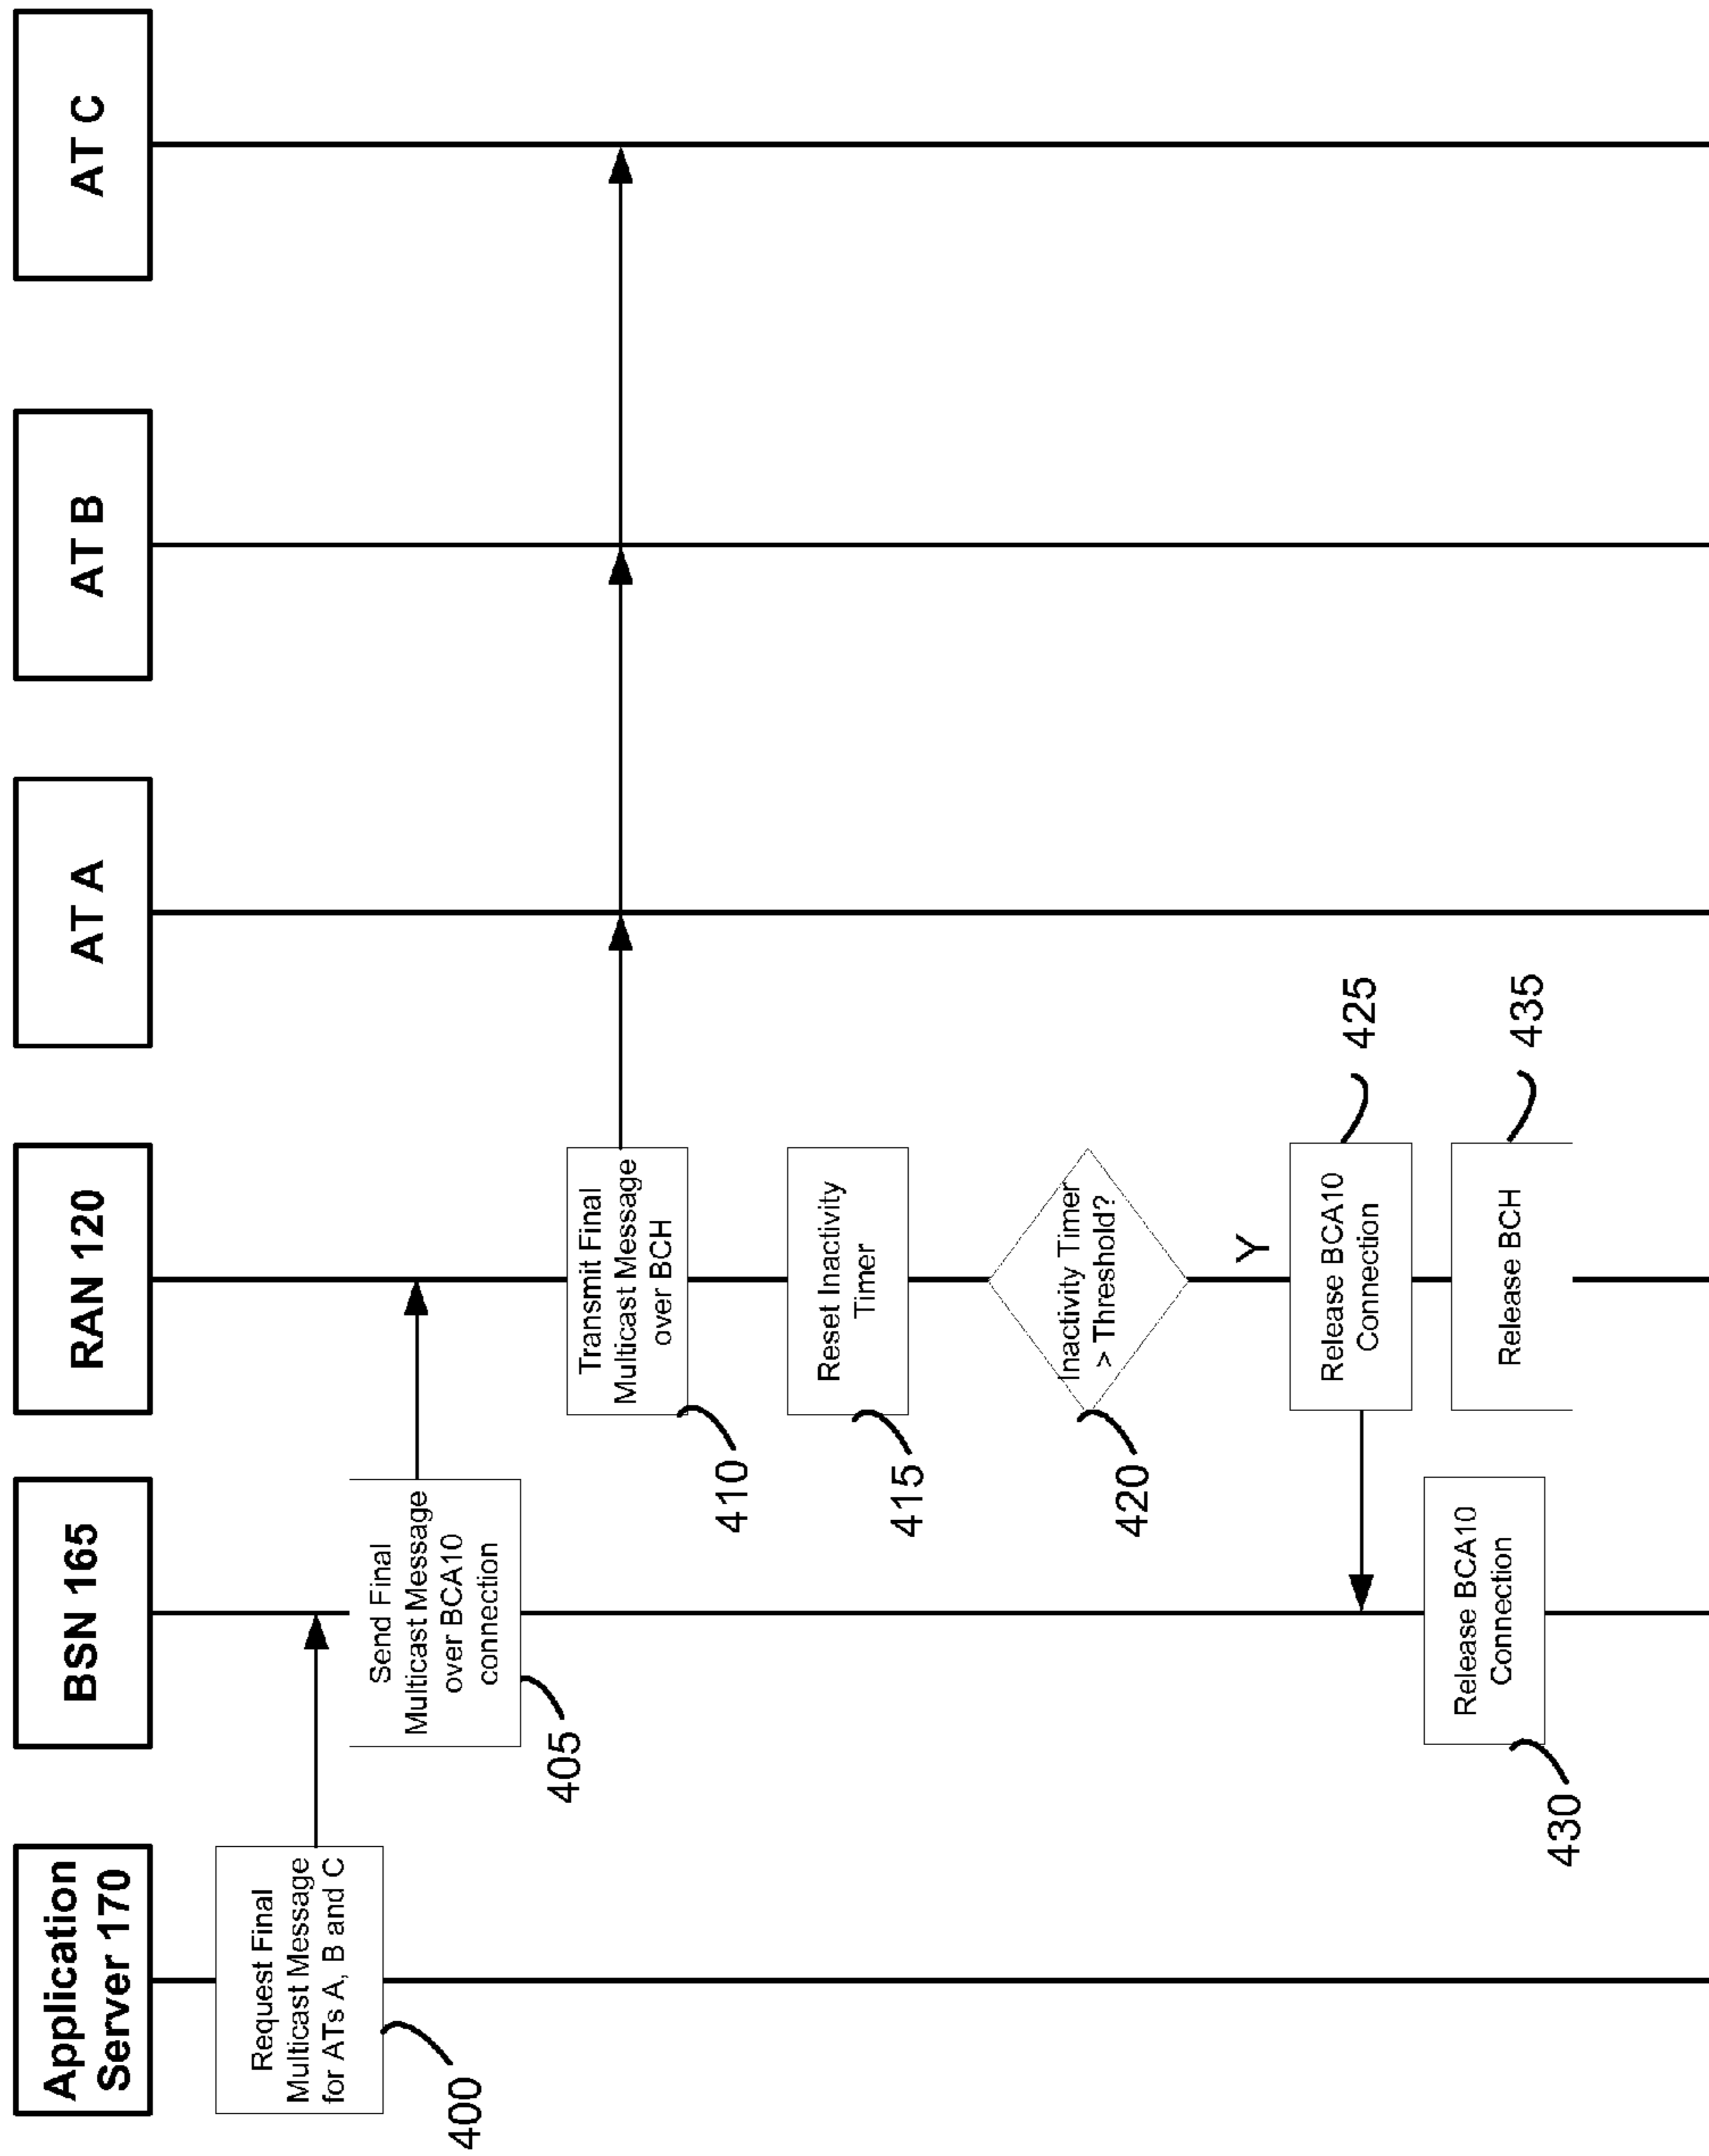 Application
Server 170
BSN 165
RAN 120
AT A
AT B
AT C
Request Final
Multicast Message
for ATs A, B and C
400
Send Final
Multicast Message
over BCA10
connection
405
Transmit Final
Multicast Message
over BCH
410
Reset Inactivity
Timer
415
Inactivity Timer
> Threshold?
420
Y
Release BCA10
Connection
425
Release BCA10
Connection
430
Release BCH
435